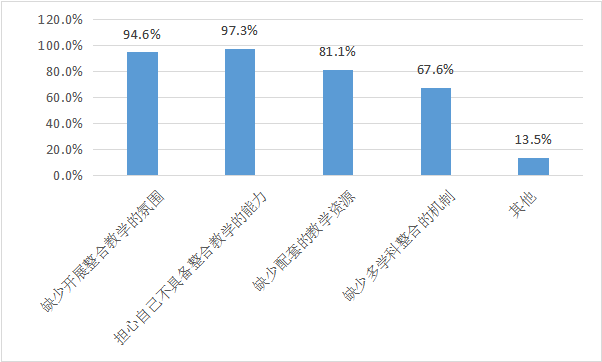 120.0%
100.0%
80.0%
60.0%
40.0%
20.0%
0.0%
94.6%
97.3%
81.1%
67.6%
13.5%
缺少开展整合教学的氛围
担心自己不具备整合教学的能力
缺少配套的教学资源
缺少多学科整合的机制
其他